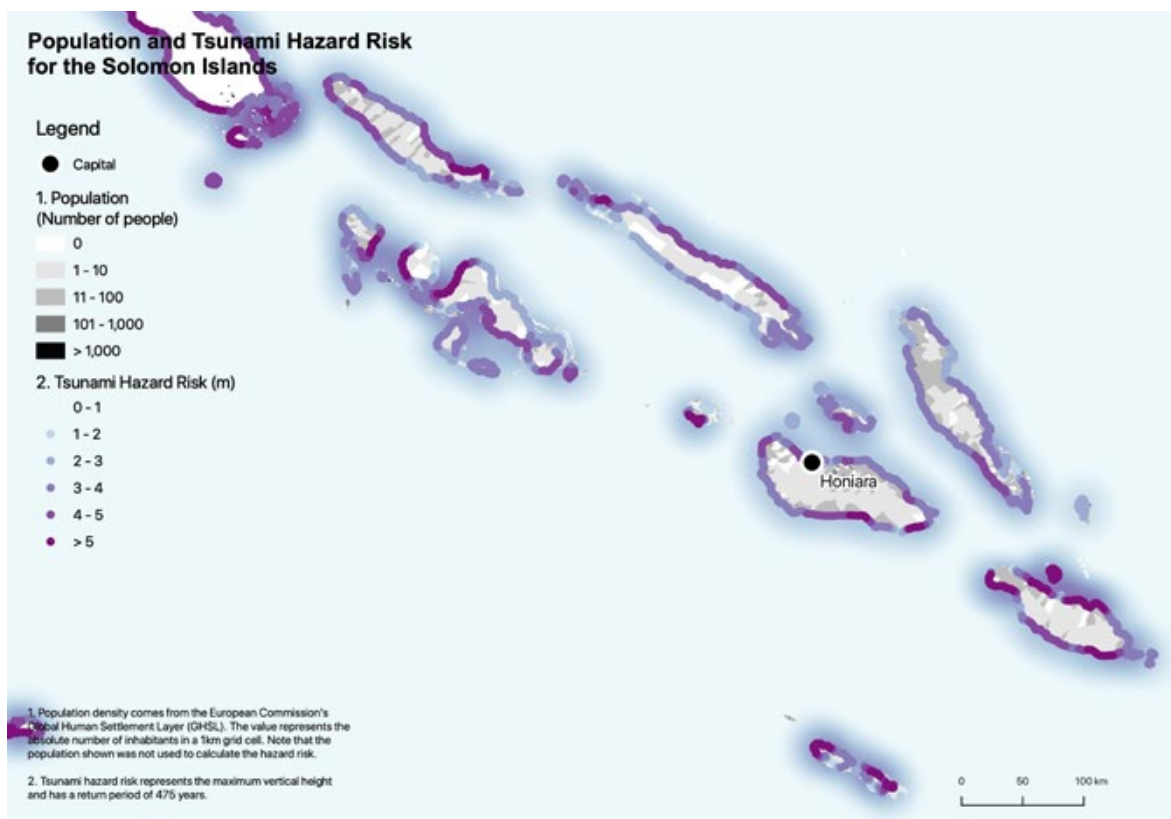 Population and Tsunami Hazard Risk
for the Solomon Islands
Legend
Capital
1. Population
(Number of people)
0
1 - 10
11 - 100
101 - 1,000
> 1,000
2. Tsunami Hazard Risk (m)
0 - 1
1 - 2
2 - 3
3 - 4
4 - 5
> 5
Honiara
1. Population density comes from the European Commission's
Global Human Settlement Layer (GHSL). The value represents the
absolute number of inhabitants in a 1km grid cell. Note that the
population shown was not used to calculate the hazard risk.
2. Tsunami hazard risk represents the maximum vertical height
and has a return period of 475 years.
0 50 100 km